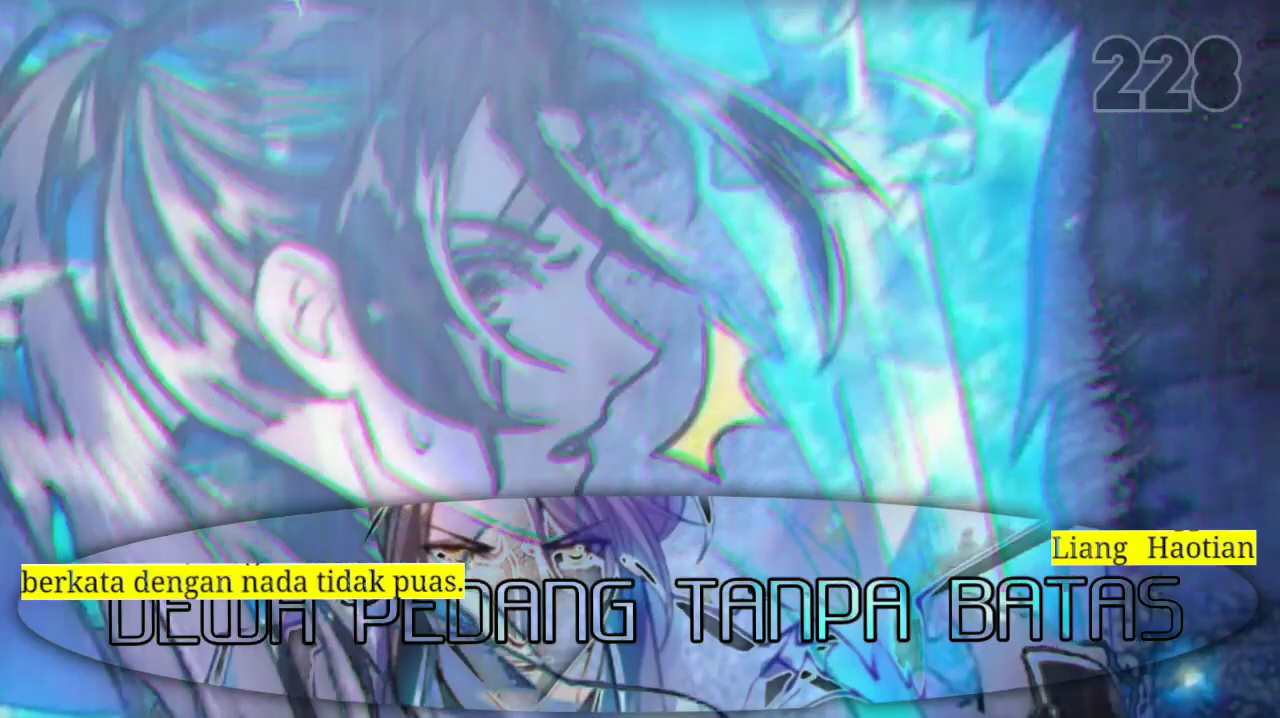 228
Liang Haotian
berkata dengan nada tidak puas.
DEWA PEDANG TANPA BATAS